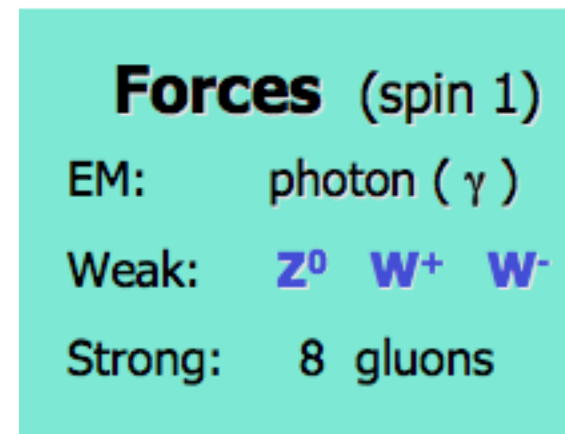 Forces (spin 1)
EM: photon ( γ )
Weak: Z⁰ W⁺ W⁻
Strong: 8 gluons